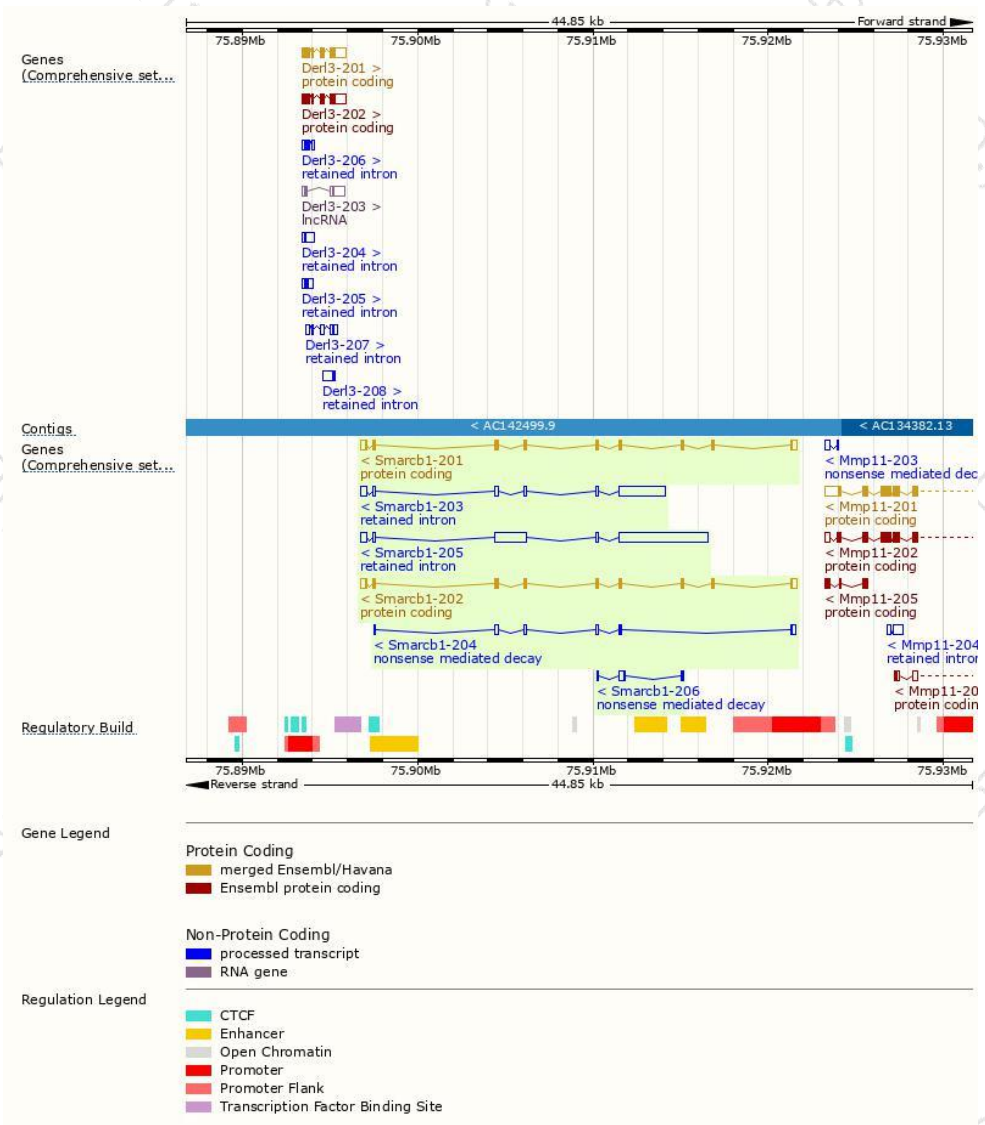 44.85 kb Forward strand
75.89Mb 75.90Mb 75.91Mb 75.92Mb 75.93Mb
Genes
(Comprehensive set...
Derl3-201 >
protein coding
Derl3-202 >
protein coding
Derl3-206 >
retained intron
Derl3-203 >
lncRNA
Derl3-204 >
retained intron
Derl3-205 >
retained intron
Derl3-207 >
retained intron
Derl3-208 >
retained intron
Contigs
< AC142499.9 < AC134382.13
Genes
(Comprehensive set...
< Smarcb1-201 < Mmp11-203
protein coding nonsense mediated dec
< Smarcb1-203 < Mmp11-201
retained intron protein coding
< Smarcb1-205 < Mmp11-202
retained intron protein coding
< Smarcb1-202 < Mmp11-205
protein coding protein coding
< Smarcb1-204 < Mmp11-204
nonsense mediated decay retained intror
< Smarcb1-206 < Mmp11-20
nonsense mediated decay protein codin
Regulatory Build
75.89Mb 75.90Mb 75.91Mb 75.92Mb 75.93Mb
Reverse strand 44.85 kb
Gene Legend
Protein Coding
merged Ensembl/Havana
Ensembl protein coding
Non-Protein Coding
processed transcript
RNA gene
Regulation Legend
CTCF
Enhancer
Open Chromatin
Promoter
Promoter Flank
Transcription Factor Binding Site